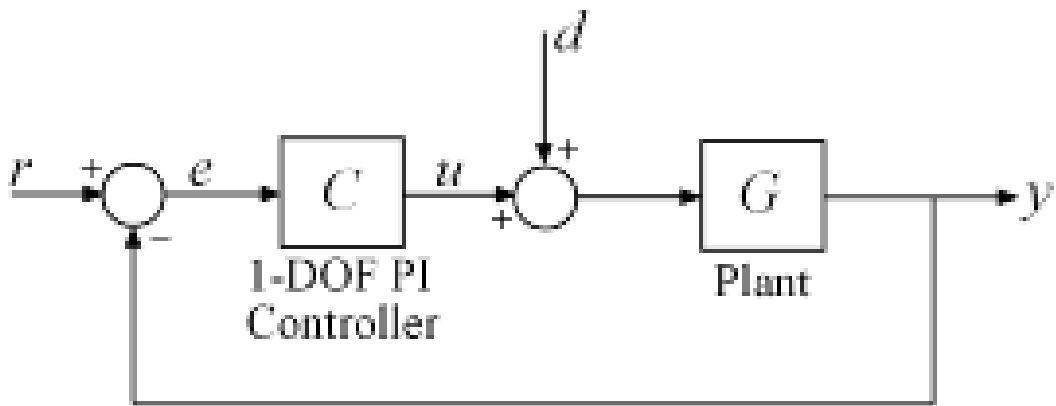 d
r + e C u + + G y
−
1-DOF PI
Controller
Plant